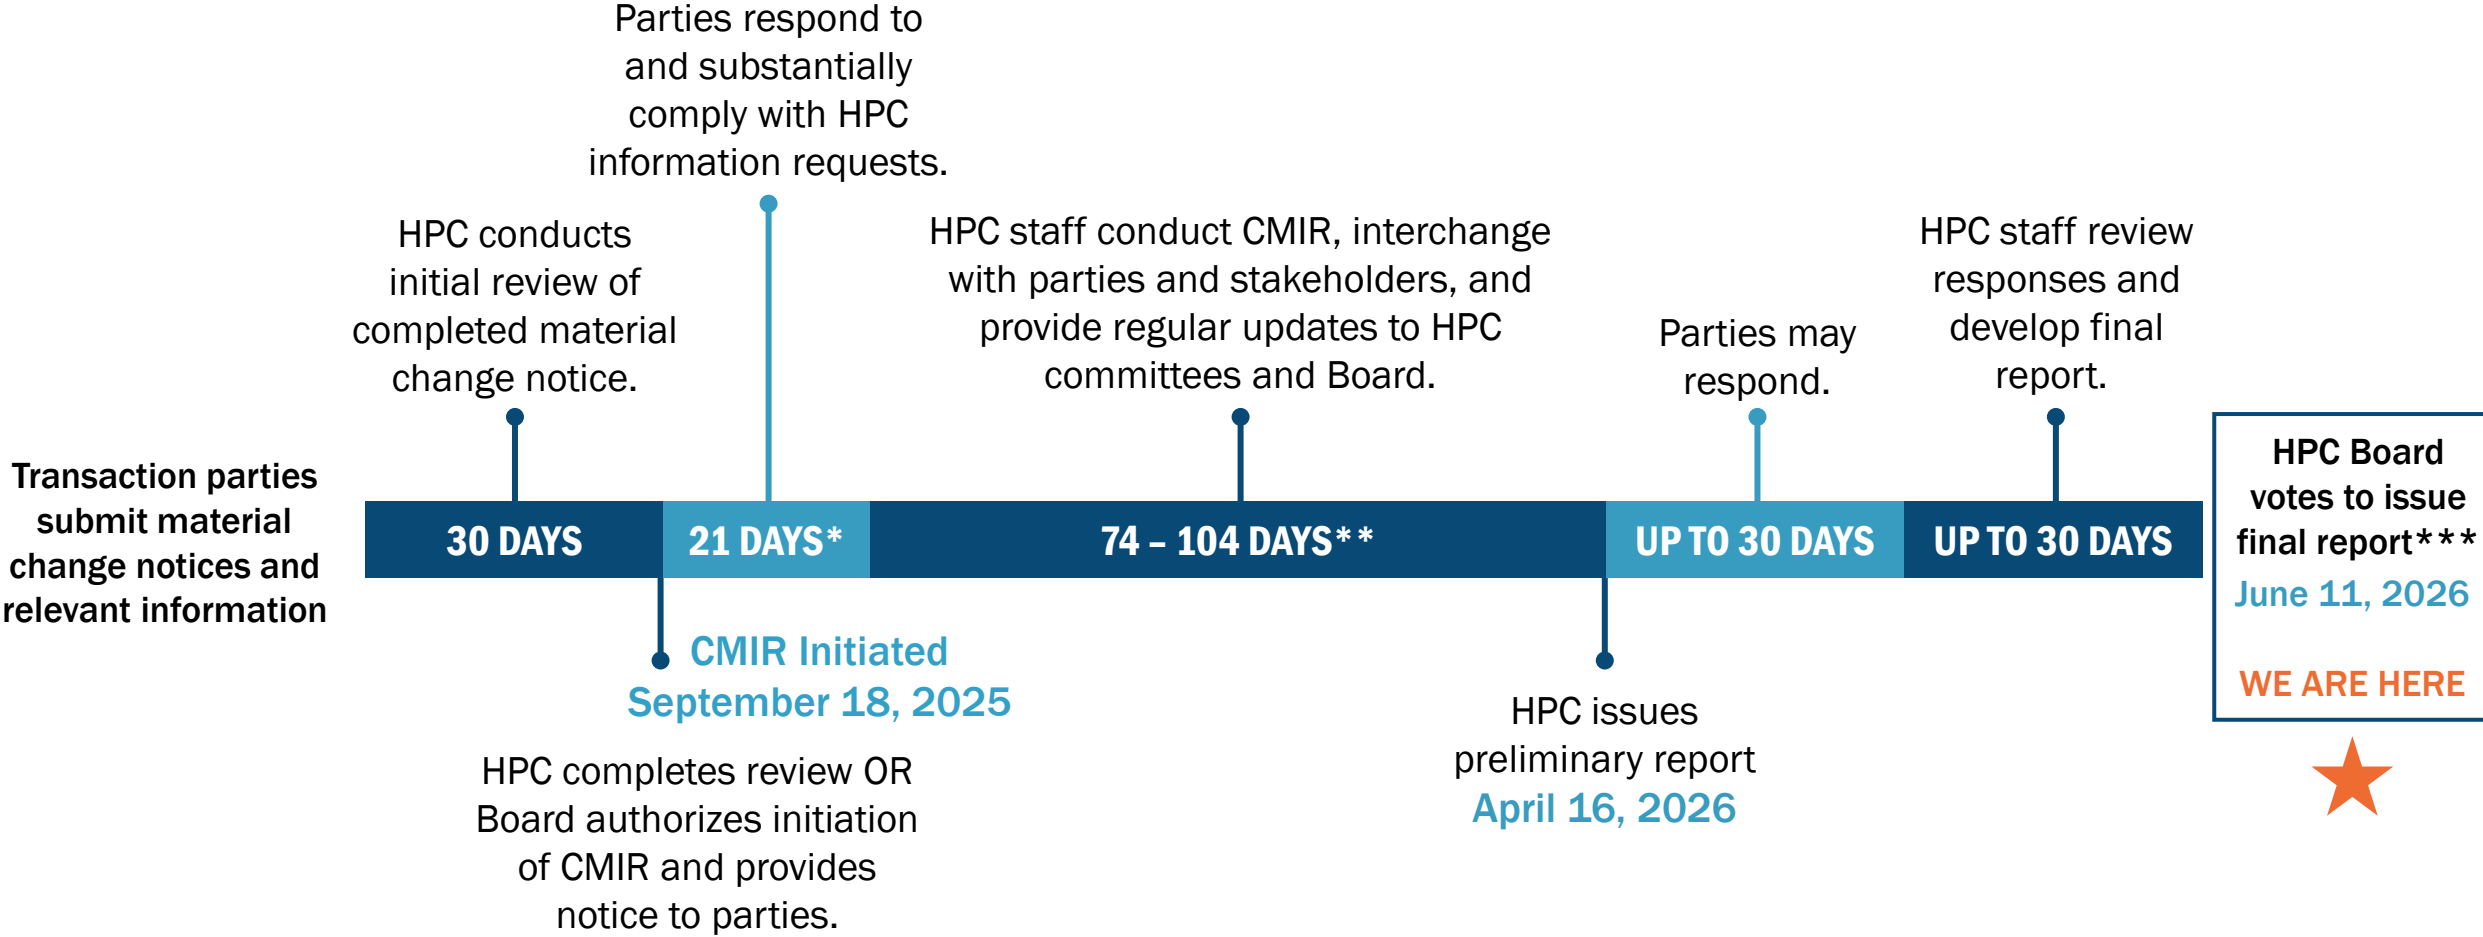 Parties respond to
and substantially
comply with HPC
information requests.
HPC conducts
initial review of
completed material
change notice.
HPC staff conduct CMIR, interchange
with parties and stakeholders, and
provide regular updates to HPC
committees and Board.
Parties may
respond.
HPC staff review
responses and
develop final
report.
Transaction parties
submit material
change notices and
relevant information
30 DAYS
21 DAYS*
74 – 104 DAYS**
UP TO 30 DAYS
UP TO 30 DAYS
HPC Board
votes to issue
final report***
June 11, 2026
WE ARE HERE
CMIR Initiated
September 18, 2025
HPC completes review OR
Board authorizes initiation
of CMIR and provides
notice to parties.
HPC issues
preliminary report
April 16, 2026